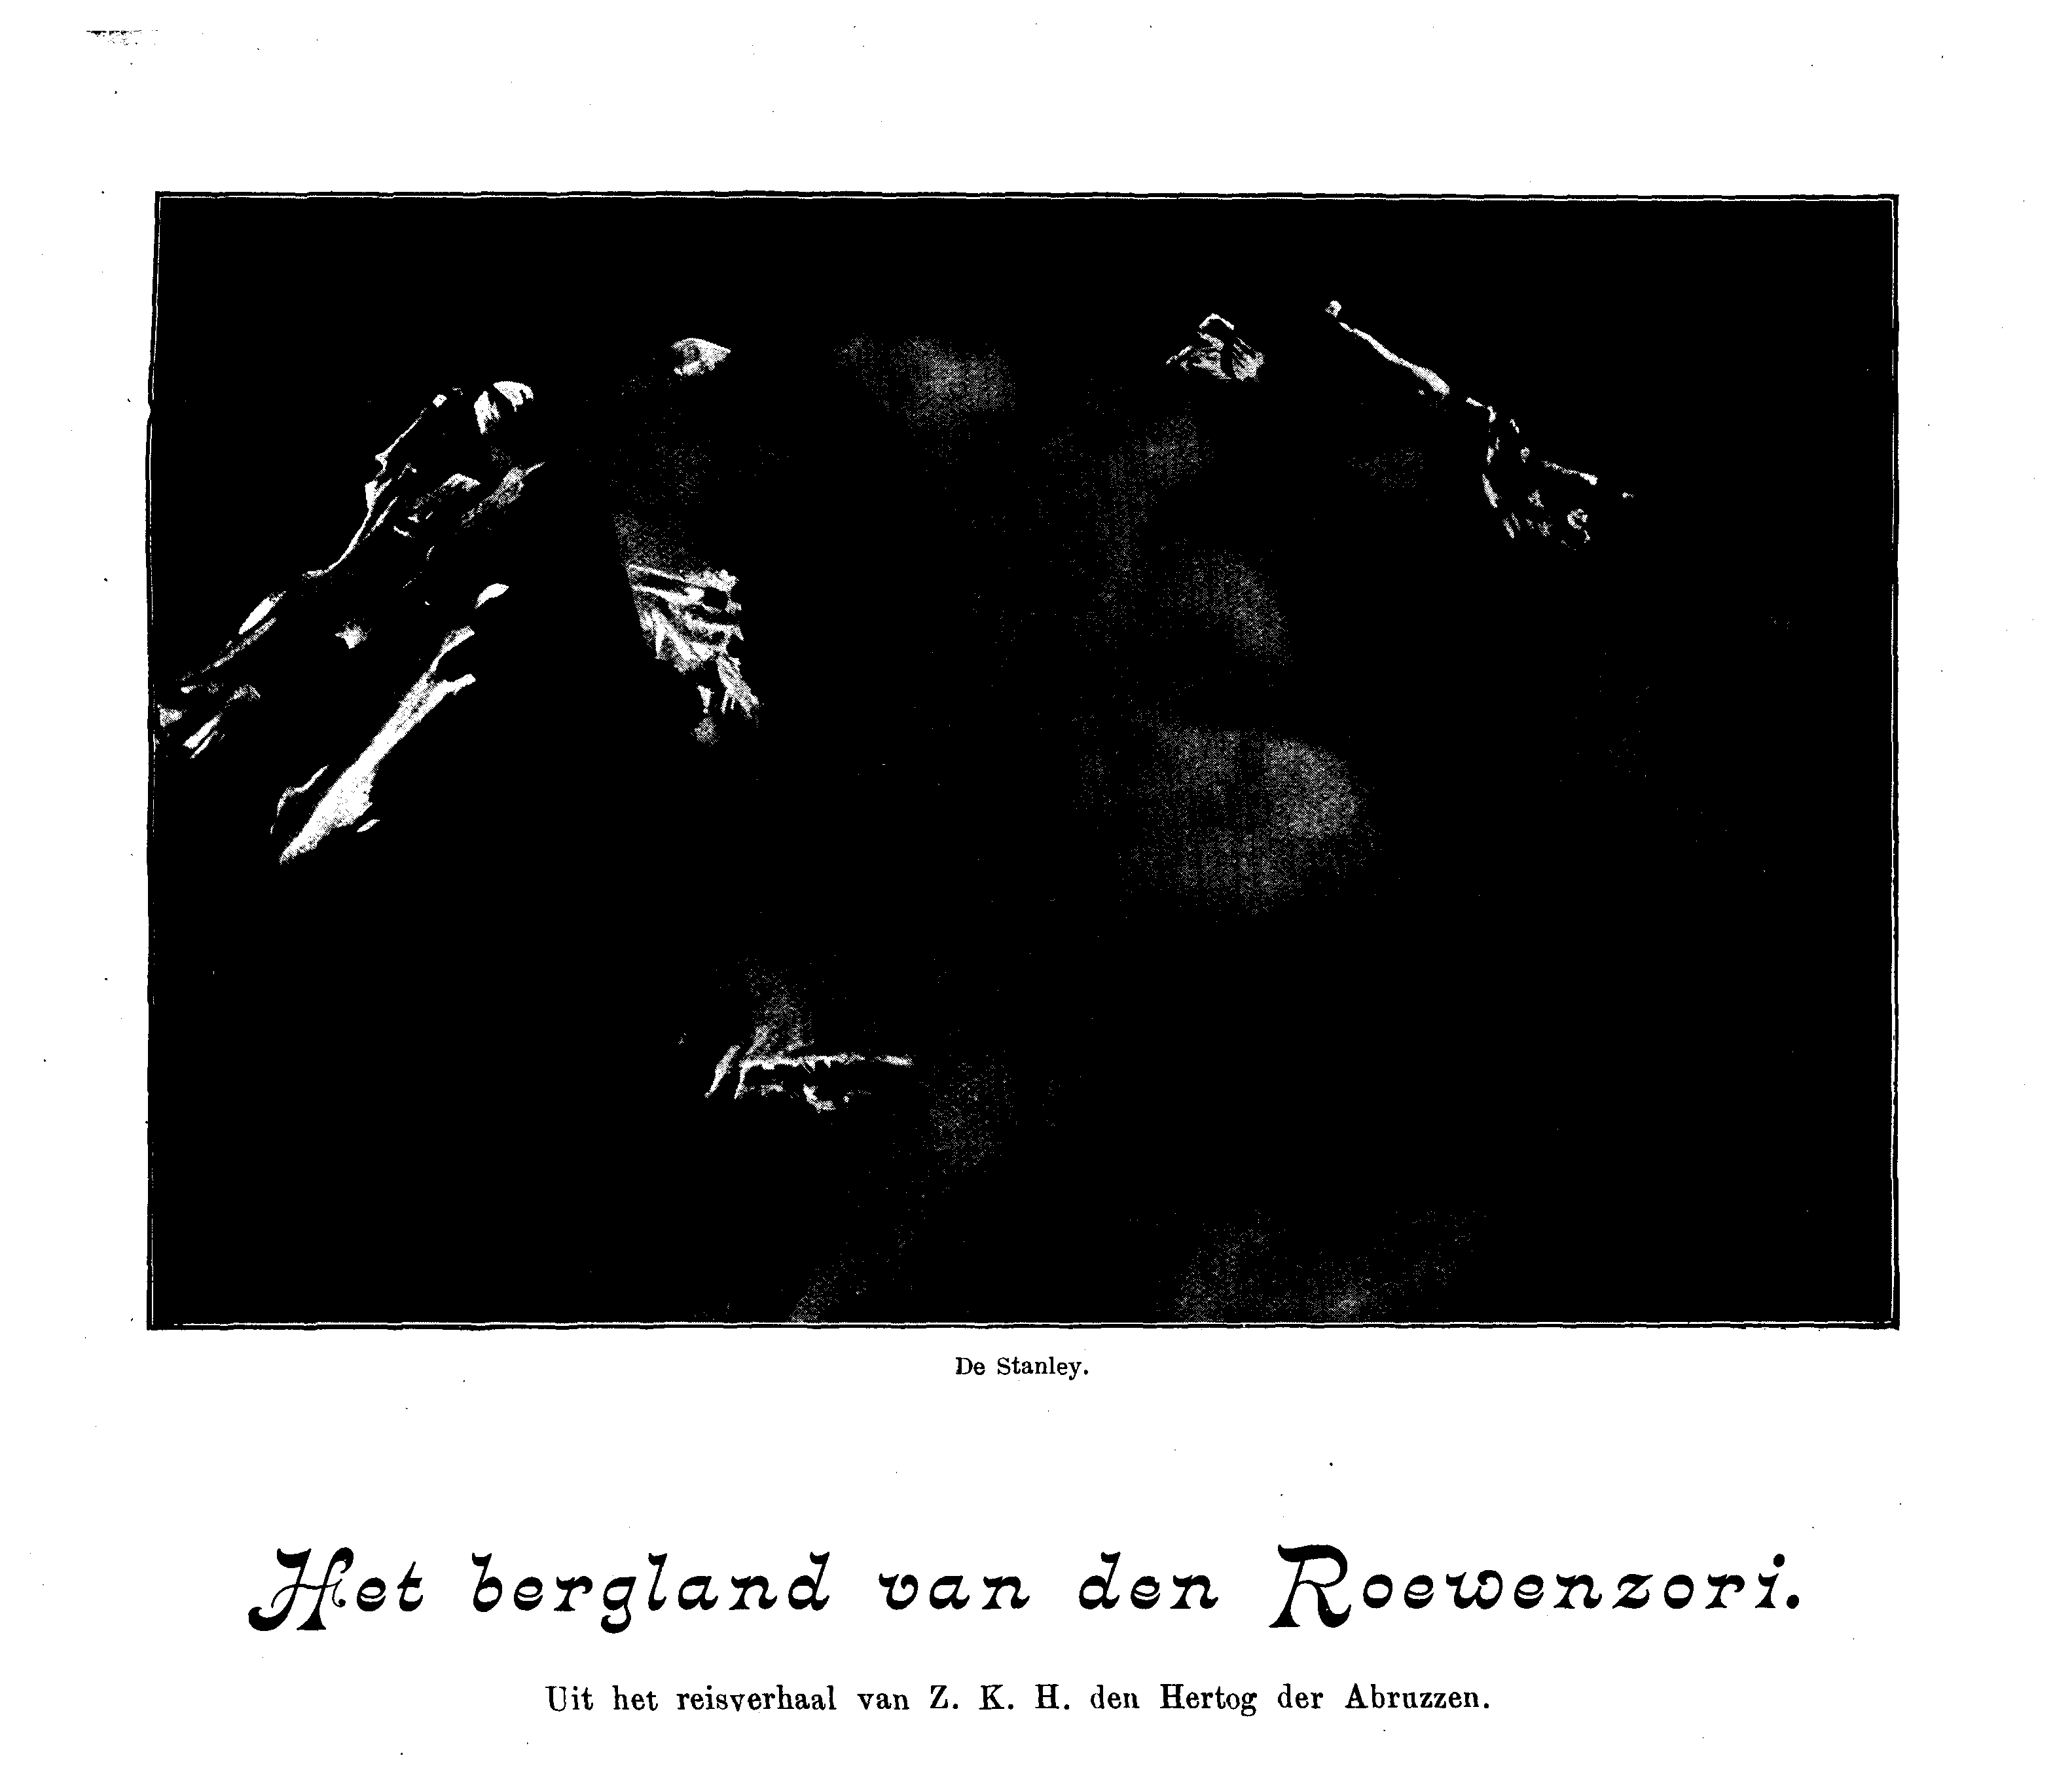 De Stanley.
Het bergland van den Roewenzori.
Uit het reisverhaal van Z. K. H. den Hertog der Abruzzen.